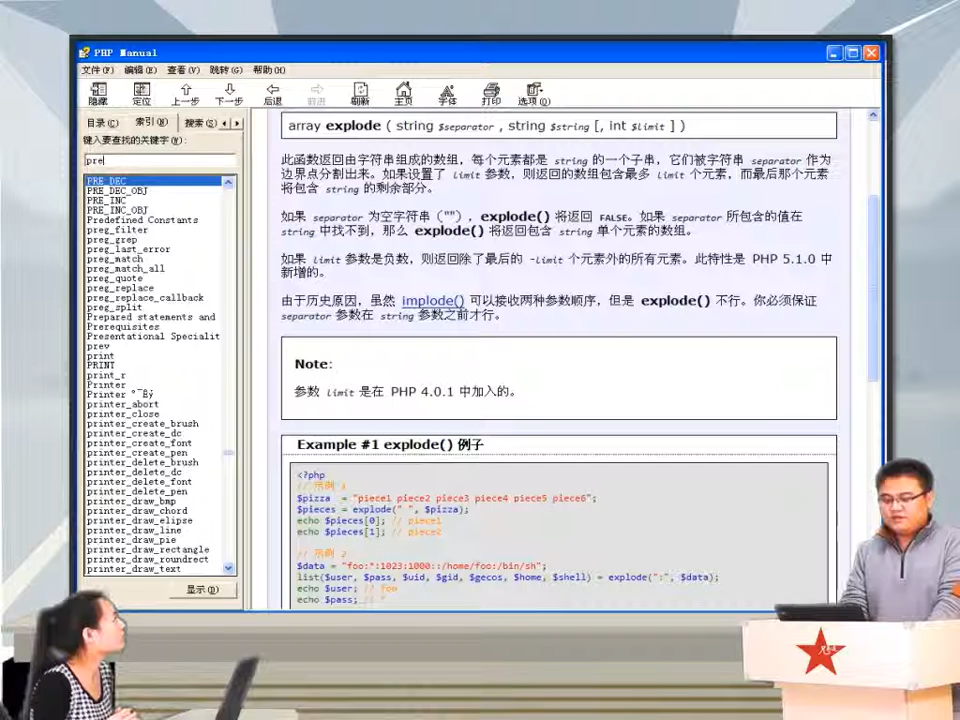 PHP Manual
文件(F) 编辑(E) 查看(V) 跳转(G) 帮助(H)
隐藏 定位 上一步 下一步 后退 前进 刷新 主页 字体 打印 选项(O)
目录(C) 索引(N) 搜索(S)
键入要查找的关键字(W):
pre
PRE_DEC
PRE_DEC_OBJ
PRE_INC
PRE_INC_OBJ
Predefined Constants
preg_filter
preg_grep
preg_last_error
preg_match
preg_match_all
preg_quote
preg_replace
preg_replace_callback
preg_split
Prepared statements and
Prerequisites
Presentational Specialit
prev
print
PRINT
print_r
Printer
Printer
printer_abort
printer_close
printer_create_brush
printer_create_dc
printer_create_font
printer_create_pen
printer_delete_brush
printer_delete_dc
printer_delete_font
printer_delete_pen
printer_draw_bmp
printer_draw_chord
printer_draw_elipse
printer_draw_line
printer_draw_pie
printer_draw_rectangle
printer_draw_roundrect
printer_draw_text
显示(D)
array explode ( string $separator , string $string [, int $limit ] )
此函数返回由字符串组成的数组，每个元素都是 string 的一个子串，它们被字符串 separator 作为
边界点分割出来。如果设置了 limit 参数，则返回的数组包含最多 limit 个元素，而最后那个元素
将包含 string 的剩余部分。
如果 separator 为空字符串（""），explode() 将返回 FALSE。如果 separator 所包含的值在
string 中找不到，那么 explode() 将返回包含 string 单个元素的数组。
如果 limit 参数是负数，则返回除了最后的 -limit 个元素外的所有元素。此特性是 PHP 5.1.0 中
新增的。
由于历史原因，虽然 implode() 可以接收两种参数顺序，但是 explode() 不行。你必须保证
separator 参数在 string 参数之前才行。
Note:
参数 limit 是在 PHP 4.0.1 中加入的。
Example #1 explode() 例子
<?php
// 示例 1
$pizza = "piece1 piece2 piece3 piece4 piece5 piece6";
$pieces = explode(" ", $pizza);
echo $pieces[0]; // piece1
echo $pieces[1]; // piece2
// 示例 2
$data = "foo:*:1023:1000::/home/foo:/bin/sh";
list($user, $pass, $uid, $gid, $gecos, $home, $shell) = explode(":", $data);
echo $user; // foo
echo $pass; // *